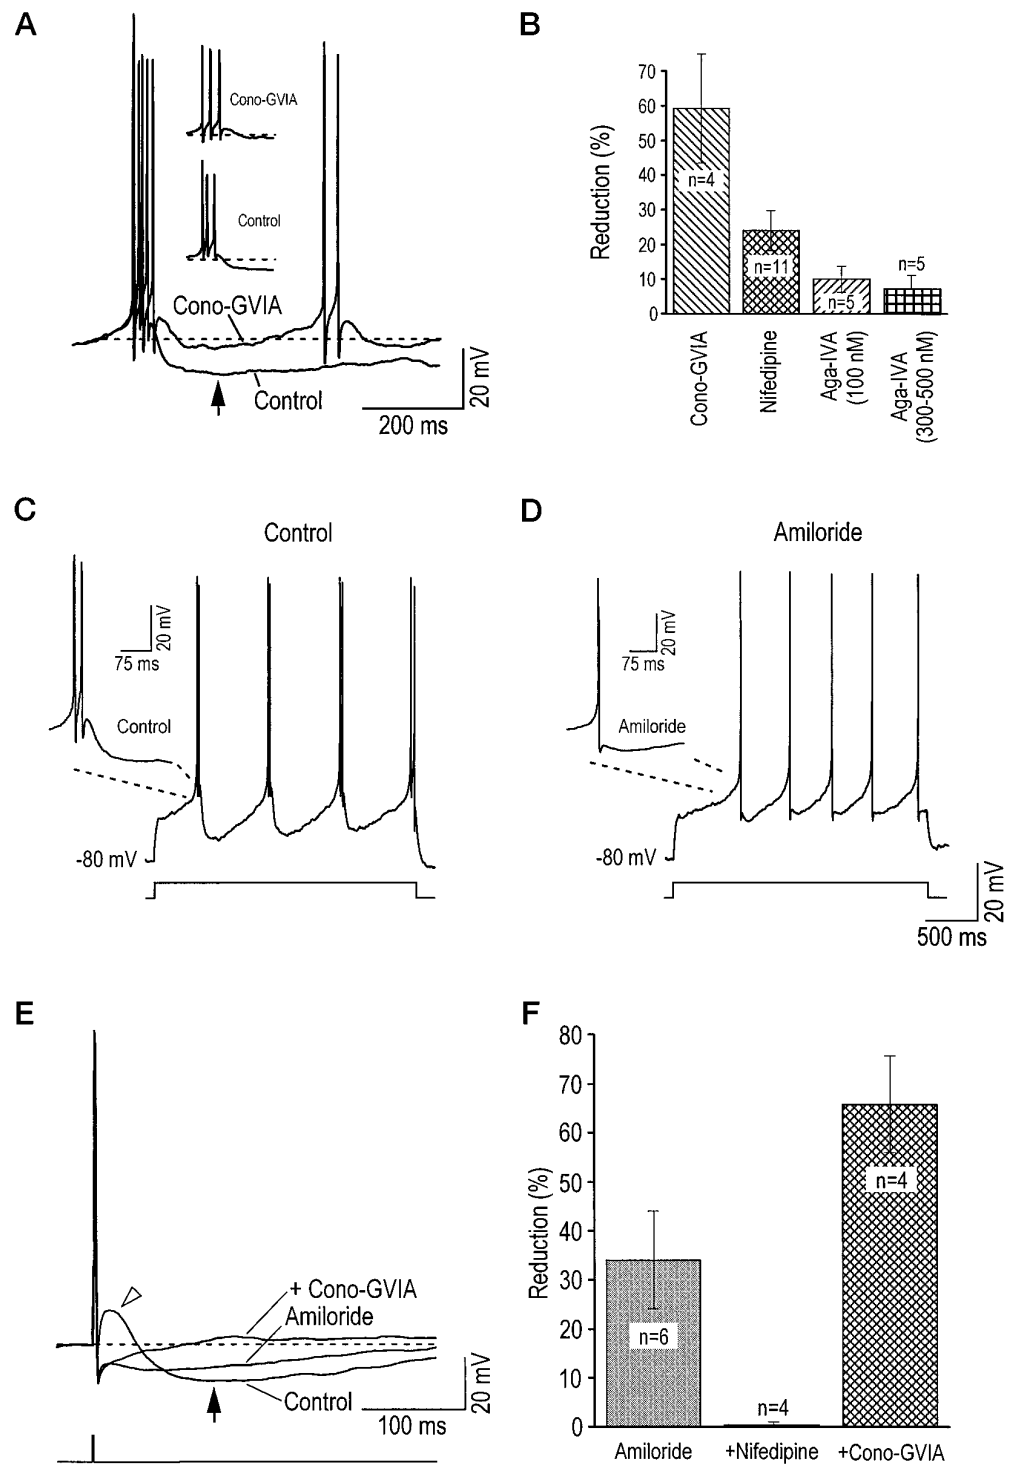 A
Cono-GVIA
Control
Cono-GVIA
Control
20 mV
200 ms
B
Reduction (%)
70
60
50
40
30
20
10
0
n=4
n=11
n=5
n=5
Cono-GVIA
Nifedipine
Aga-IVA
(100 nM)
Aga-IVA
(300-500 nM)
C
Control
20 mV
75 ms
Control
-80 mV
D
Amiloride
20 mV
75 ms
Amiloride
-80 mV
20 mV
500 ms
E
+ Cono-GVIA
Amiloride
Control
20 mV
100 ms
F
Reduction (%)
80
70
60
50
40
30
20
10
0
n=6
n=4
n=4
Amiloride
+Nifedipine
+Cono-GVIA